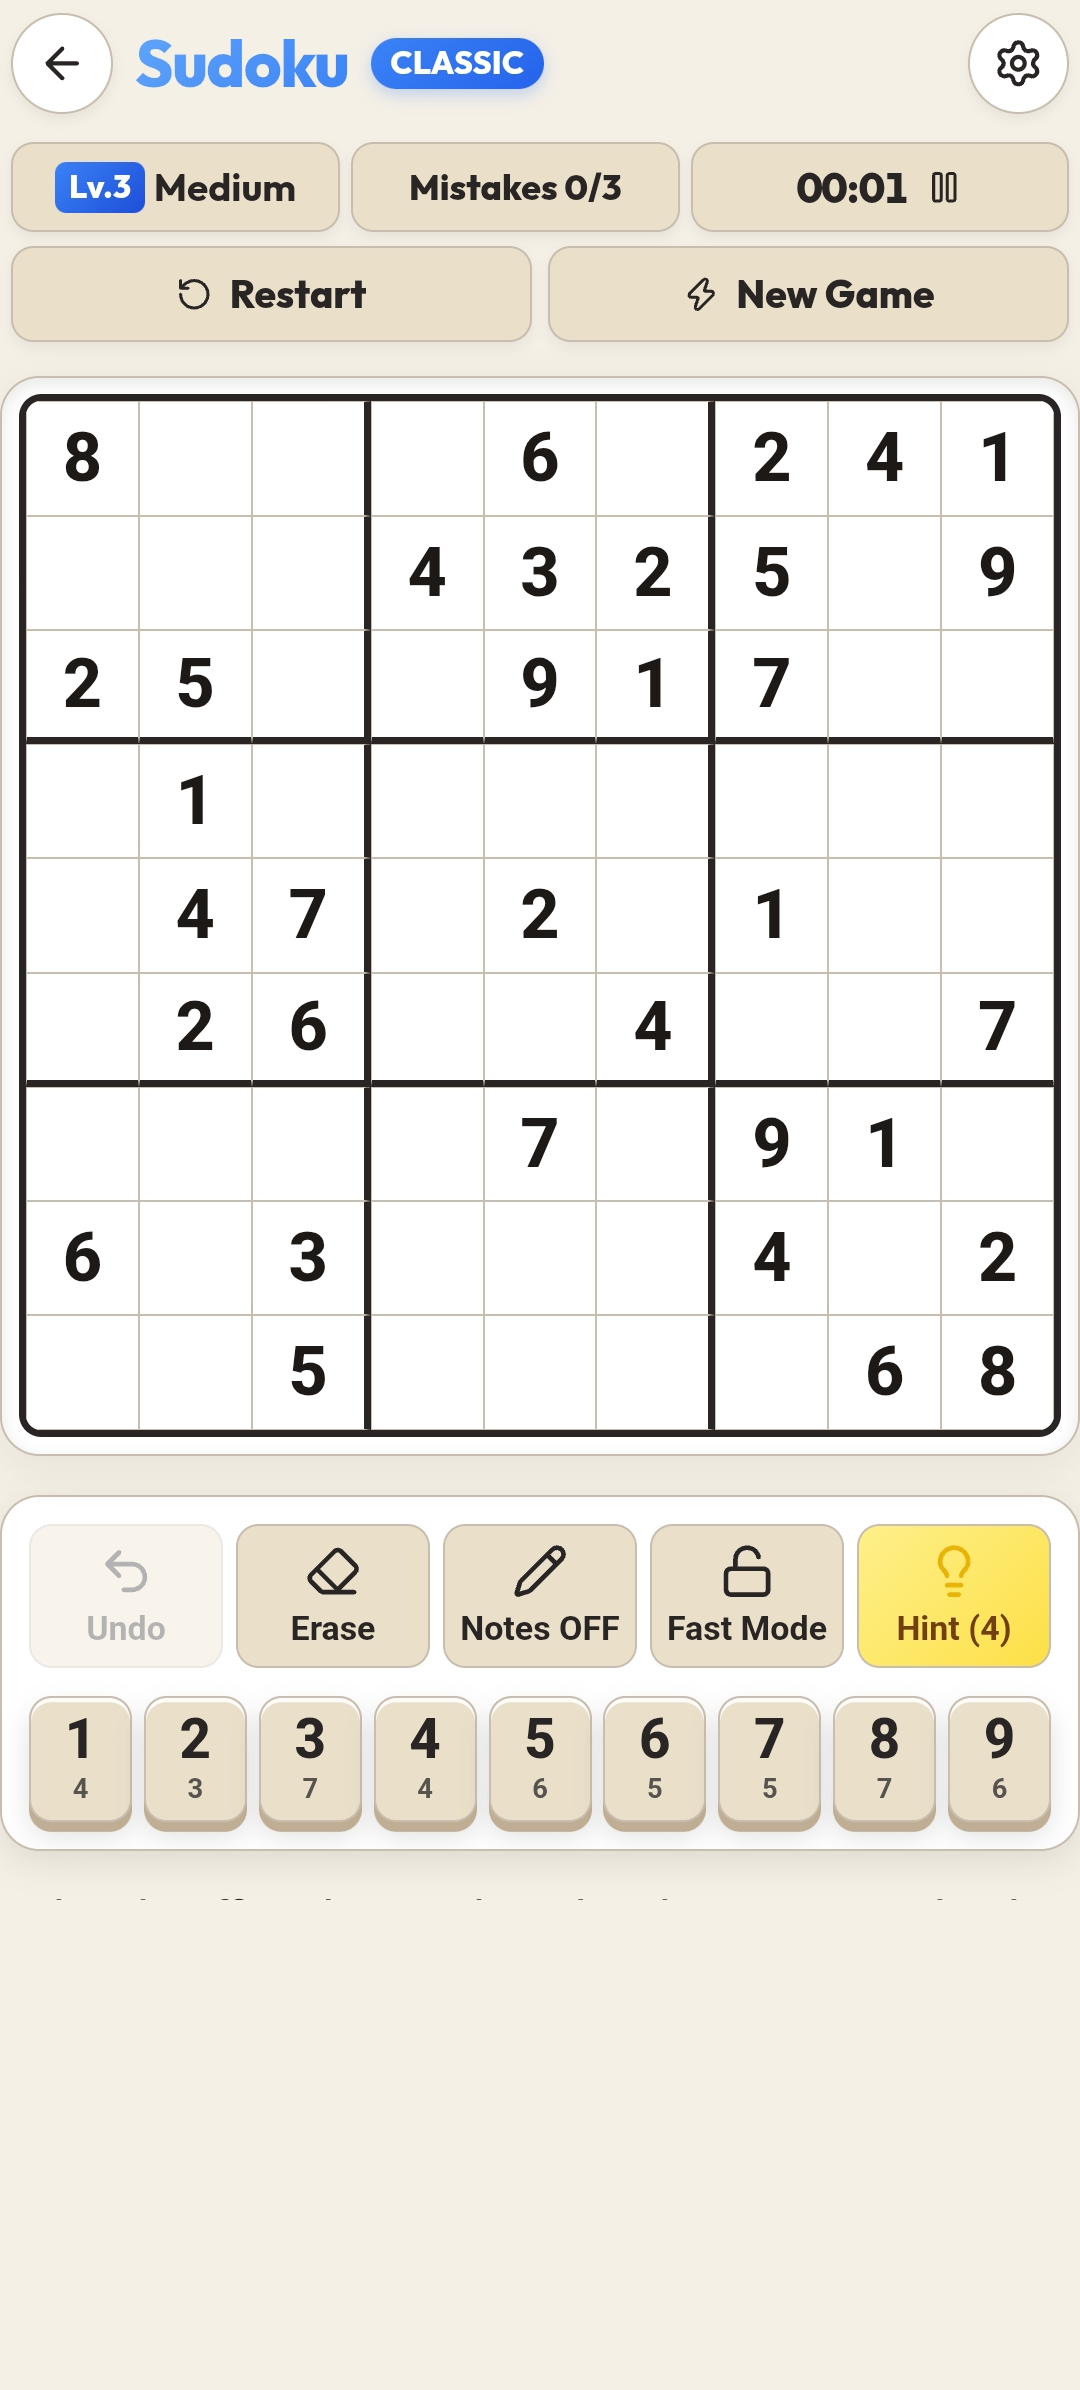 Sudoku CLASSIC
Lv.3 Medium Mistakes 0/3 00:01
Restart New Game
8 6 2 4 1
4 3 2 5 9
2 5 9 1 7
1
4 7 2 1
2 6 4 7
7 9 1
6 3 4 2
5 6 8
Undo Erase Notes OFF Fast Mode Hint (4)
1 2 3 4 5 6 7 8 9
4 3 7 4 6 5 5 7 6